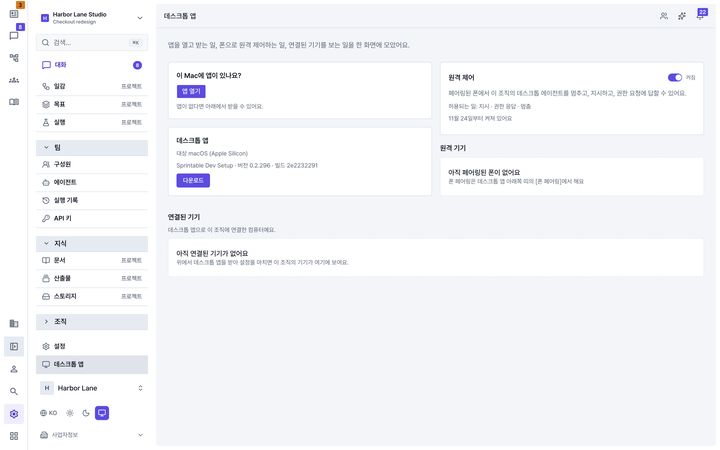 3
8
H
Harbor Lane Studio
Checkout redesign
검색...
⌘K
대화
8
일감
프로젝트
목표
프로젝트
실행
프로젝트
팀
구성원
에이전트
실행 기록
API 키
지식
문서
프로젝트
산출물
프로젝트
스토리지
프로젝트
조직
설정
데스크톱 앱
H
Harbor Lane
KO
사업자정보
데스크톱 앱
22
앱을 열고 받는 일, 폰으로 원격 제어하는 일, 연결된 기기를 보는 일을 한 화면에 모았어요.
이 Mac에 앱이 있나요?
앱 열기
앱이 없다면 아래에서 받을 수 있어요.
데스크톱 앱
대상 macOS (Apple Silicon)
Sprintable Dev Setup · 버전 0.2.296 · 빌드 2e2232291
다운로드
원격 제어
켜짐
페어링된 폰에서 이 조직의 데스크톱 에이전트를 멈추고, 지시하고, 권한 요청에 답할 수 있어요.
허용되는 일: 지시 · 권한 응답 · 멈춤
11월 24일부터 켜져 있어요
원격 기기
아직 페어링된 폰이 없어요
폰 페어링은 데스크톱 앱 아래쪽 띠의 [폰 페어링]에서 해요
연결된 기기
데스크톱 앱으로 이 조직에 연결한 컴퓨터예요.
아직 연결된 기기가 없어요
위에서 데스크톱 앱을 받아 설정을 마치면 이 조직의 기기가 여기에 보여요.